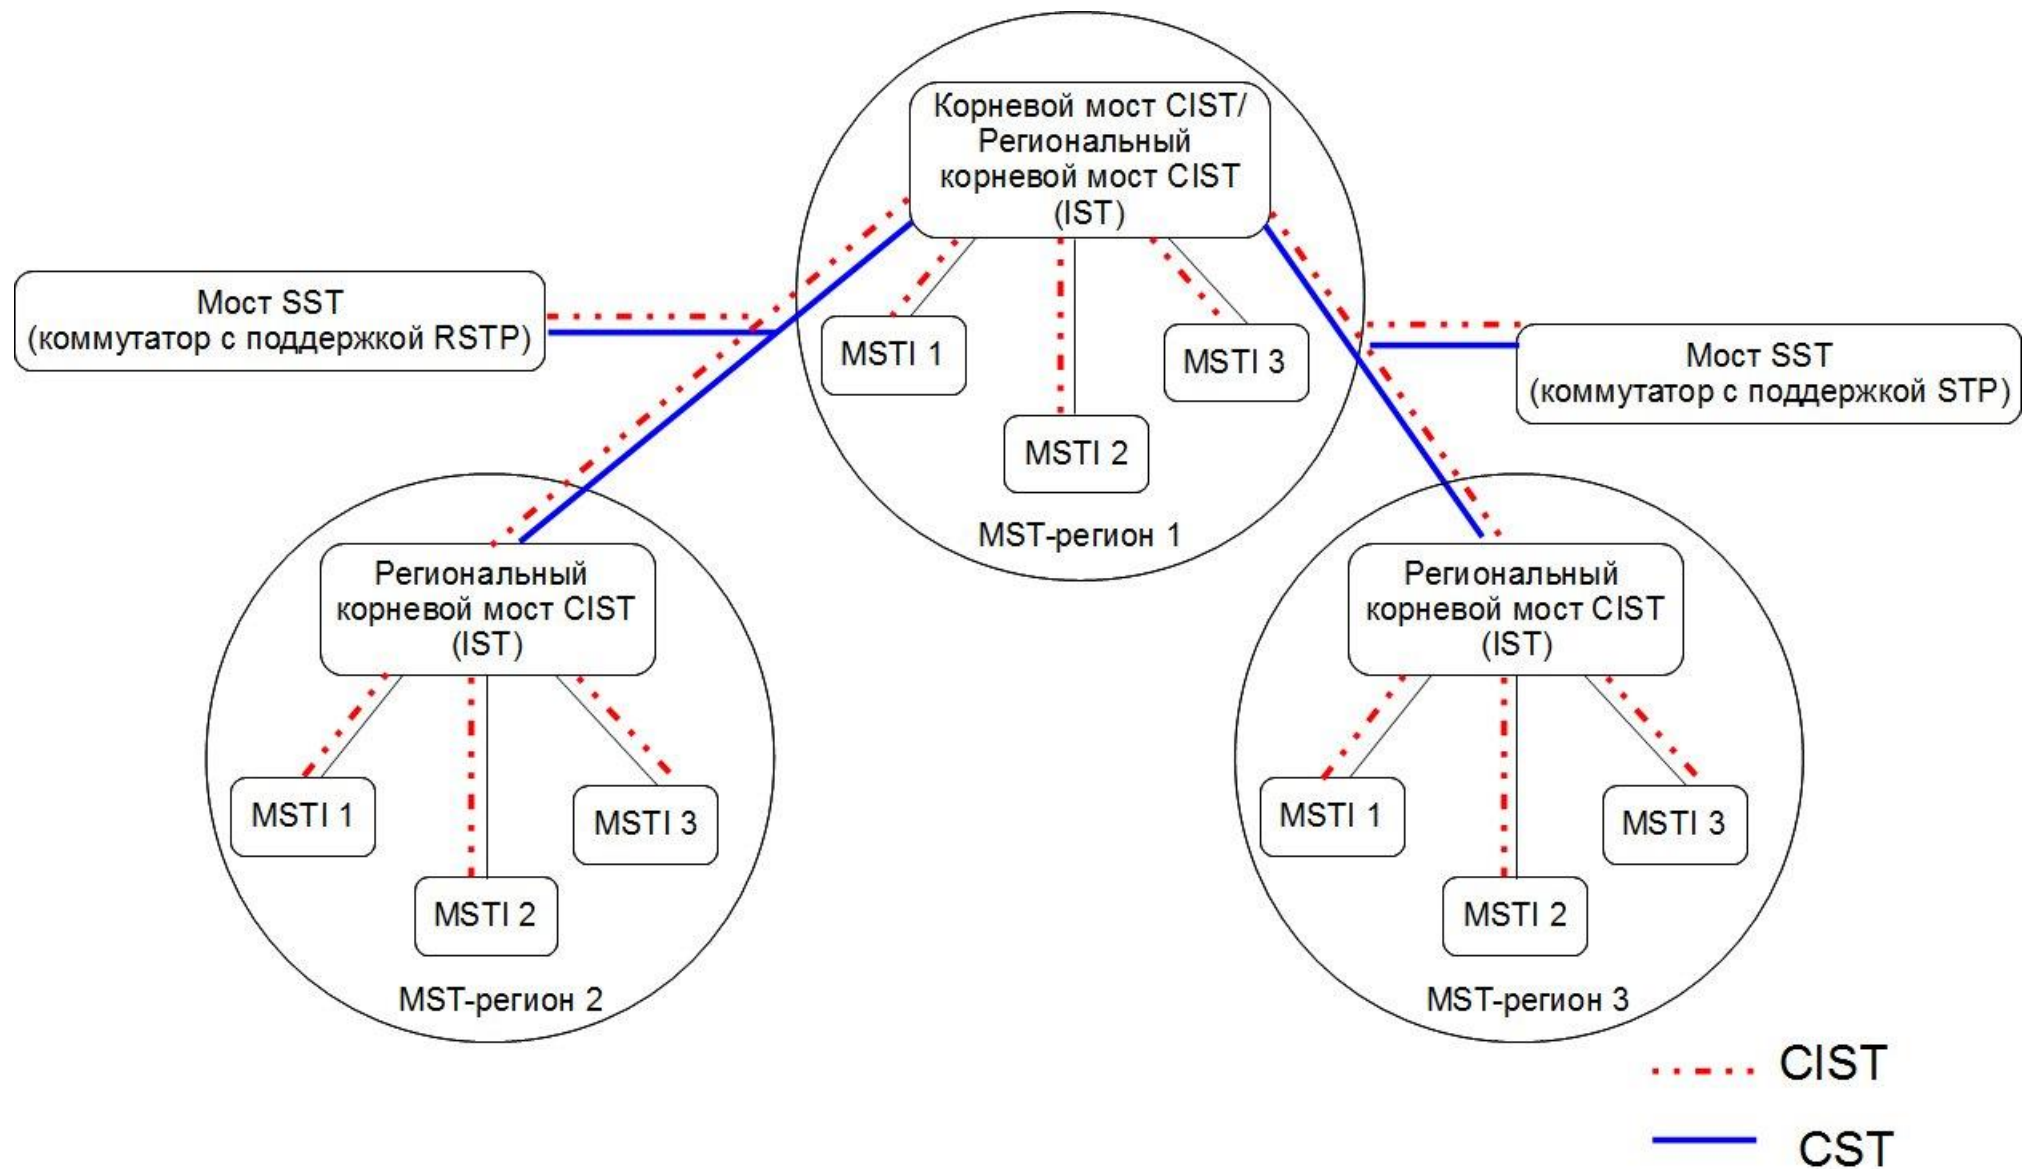 Корневой мост CIST/
Региональный
корневой мост CIST
(IST)
Мост SST
(коммутатор с поддержкой RSTP)
MSTI 1
MSTI 2
MSTI 3
Мост SST
(коммутатор с поддержкой STP)
MST-регион 1
Региональный
корневой мост CIST
(IST)
MSTI 1
MSTI 2
MSTI 3
MST-регион 2
Региональный
корневой мост CIST
(IST)
MSTI 1
MSTI 2
MSTI 3
MST-регион 3
CIST
CST